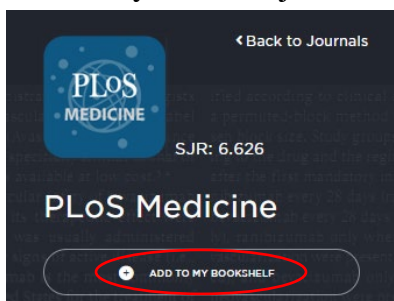 Back to Journals
PLoS
MEDICINE
SJR: 6.626
PLoS Medicine
ADD TO MY BOOKSHELF